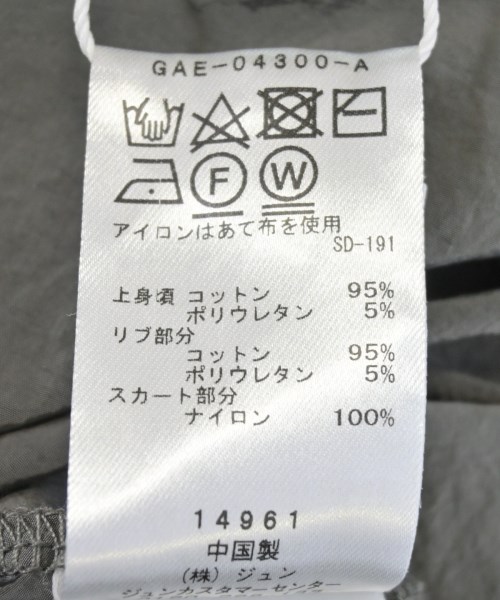 GAE-04300-A
F W
アイロンはあて布を使用
SD-191
上身頃 コットン 95%
ポリウレタン 5%
リブ部分
コットン 95%
ポリウレタン 5%
スカート部分
ナイロン 100%
14961
中国製
(株) ジュン
ジュンカスタマーセンター